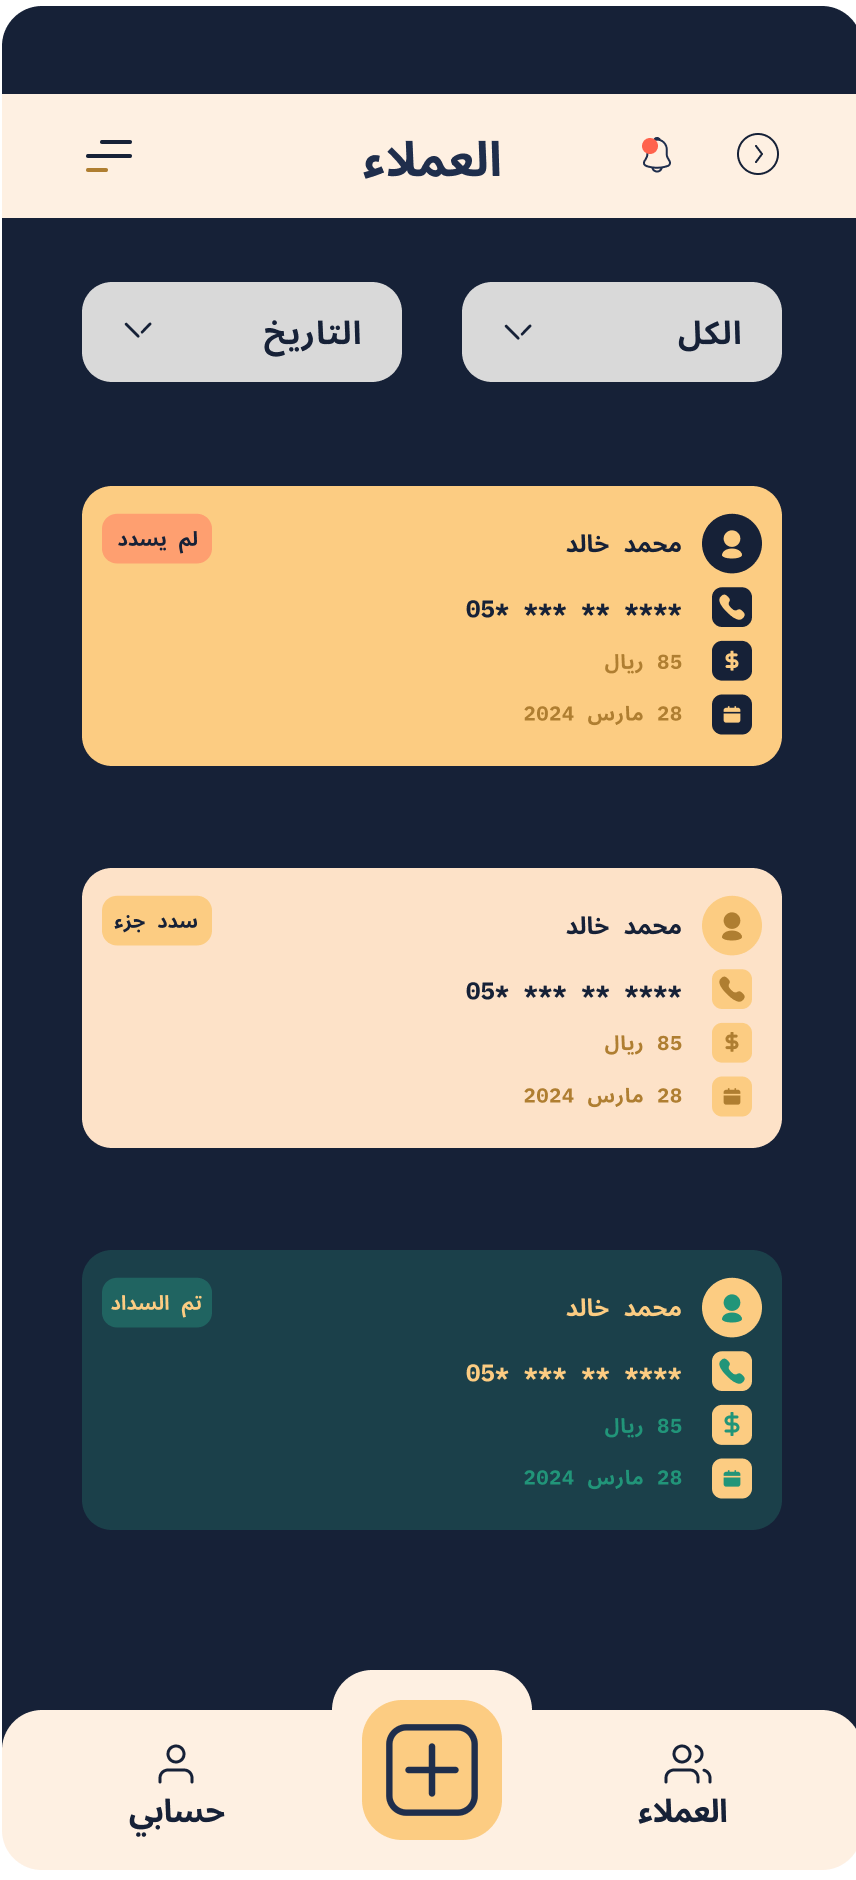 العملاء
الكل
التاريخ
محمد خالد
لم يسدد
05* *** ** ****
85 ريال
28 مارس 2024
محمد خالد
سدد جزء
05* *** ** ****
85 ريال
28 مارس 2024
محمد خالد
تم السداد
05* *** ** ****
85 ريال
28 مارس 2024
العملاء
حسابي